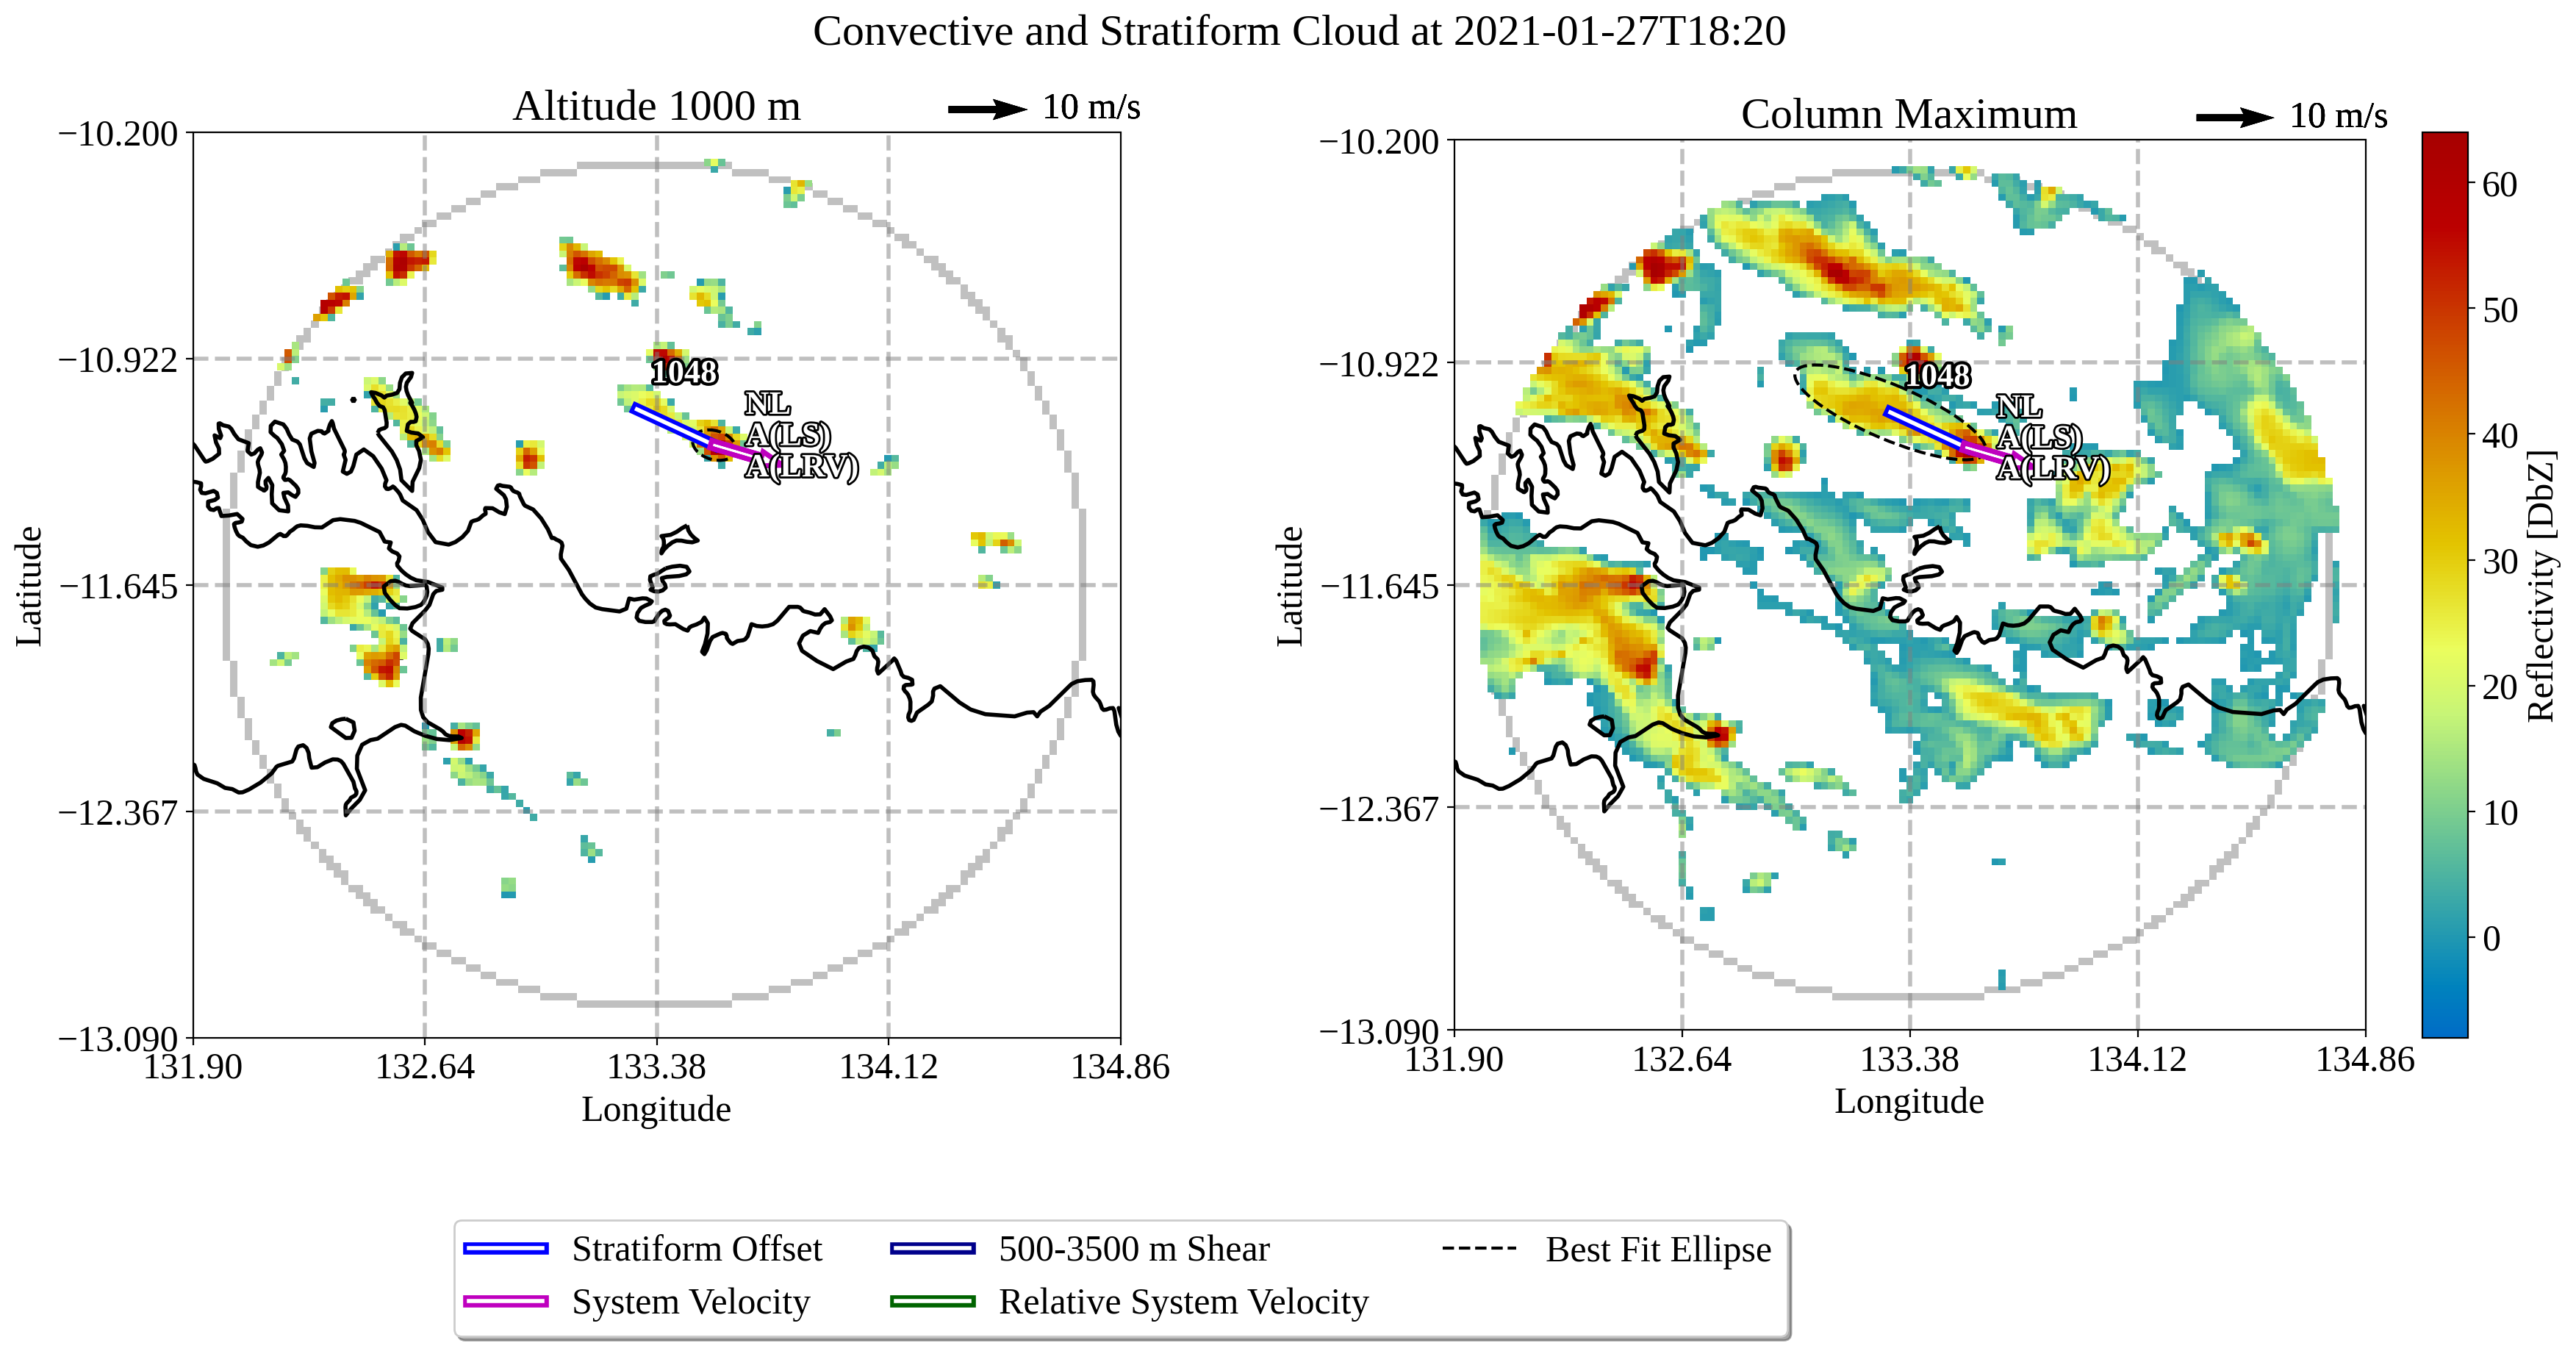 Convective and Stratiform Cloud at 2021-01-27T18:20
Altitude 1000 m
10 m/s
−10.200
−10.922
−11.645
−12.367
−13.090
131.90
132.64
133.38
134.12
134.86
Latitude
Longitude
1048
NL
A(LS)
A(LRV)
Column Maximum
10 m/s
−10.200
−10.922
−11.645
−12.367
−13.090
131.90
132.64
133.38
134.12
134.86
Latitude
Longitude
1048
NL
A(LS)
A(LRV)
60
50
40
30
20
10
0
Reflectivity [DbZ]
Stratiform Offset
System Velocity
500-3500 m Shear
Relative System Velocity
Best Fit Ellipse